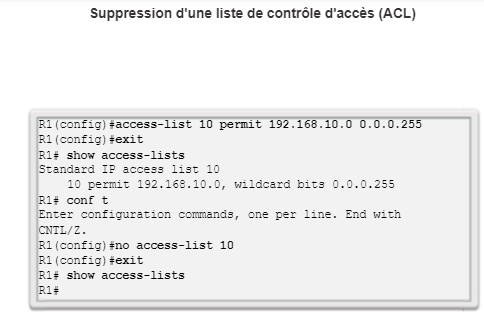 Suppression d'une liste de contrôle d'accès (ACL)
R1(config)#access-list 10 permit 192.168.10.0 0.0.0.255
R1(config)#exit
R1# show access-lists
Standard IP access list 10
    10 permit 192.168.10.0, wildcard bits 0.0.0.255
R1# conf t
Enter configuration commands, one per line. End with
CNTL/Z.
R1(config)#no access-list 10
R1(config)#exit
R1# show access-lists
R1#